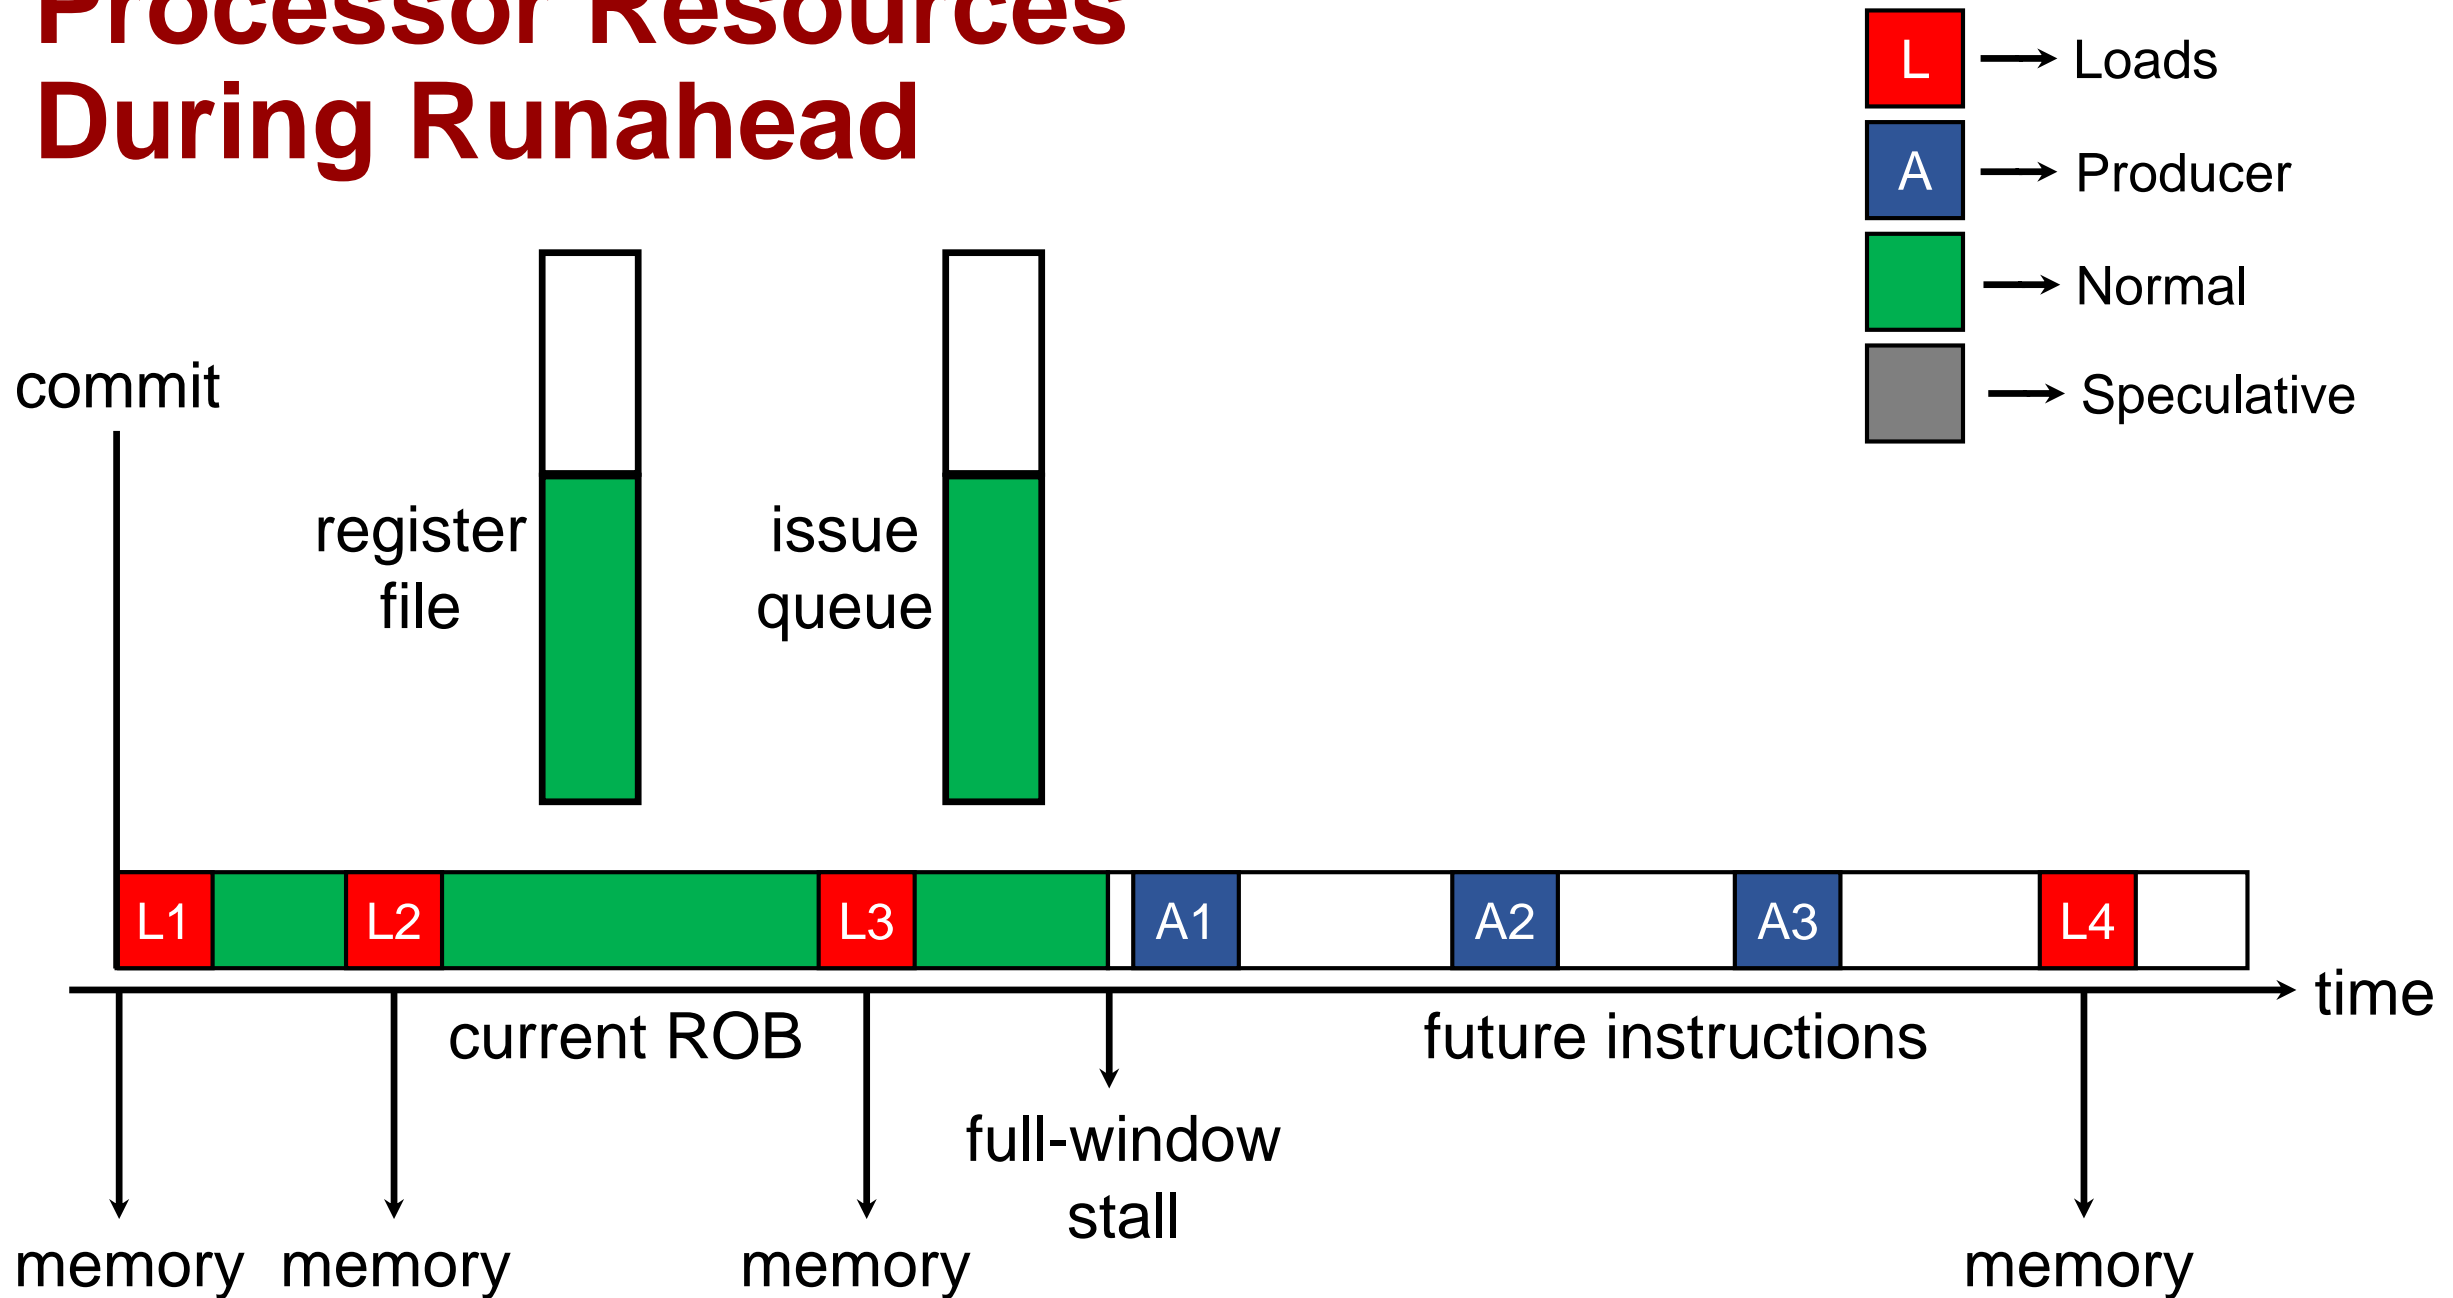 Processor Resources
During Runahead
L → Loads
A → Producer
→ Normal
→ Speculative
commit
register
file
issue
queue
L1 L2 L3 A1 A2 A3 L4
time
current ROB
future instructions
full-window
stall
memory memory memory memory